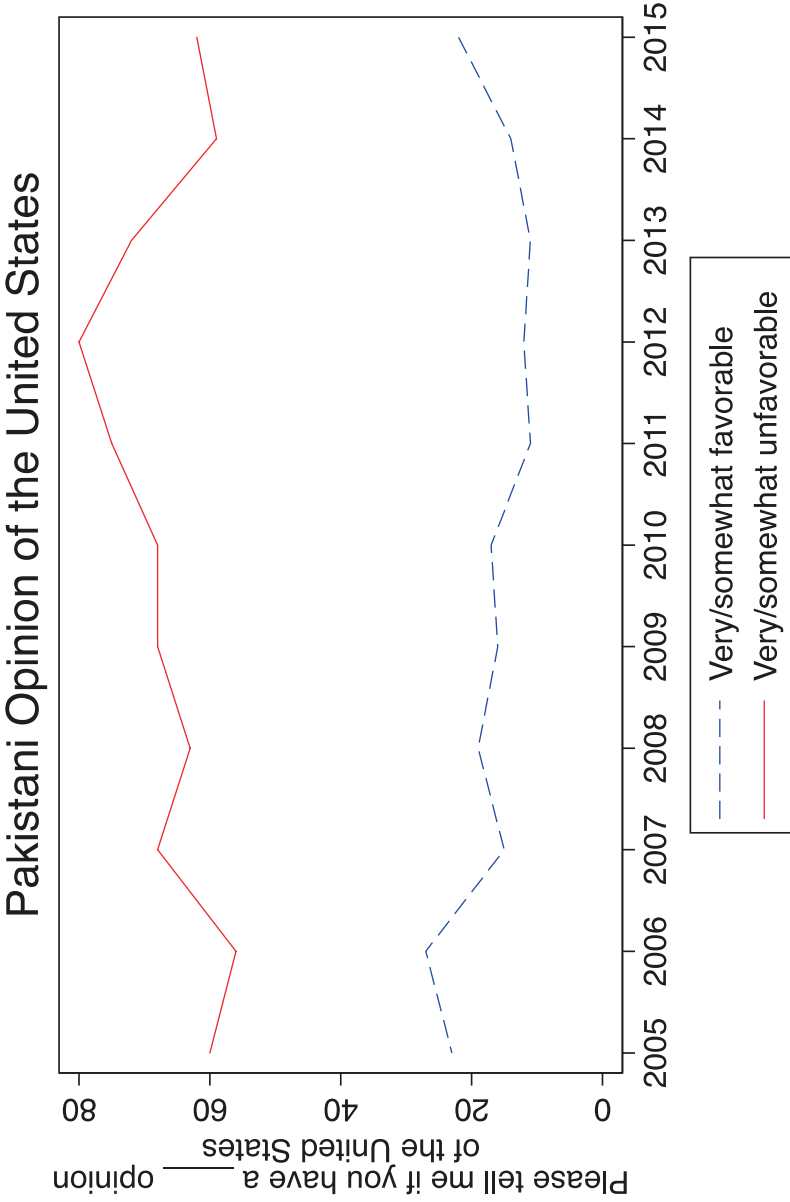 Pakistani Opinion of the United States
Please tell me if you have a ____ opinion
of the United States
80
60
40
20
0
2005 2006 2007 2008 2009 2010 2011 2012 2013 2014 2015
Very/somewhat favorable
Very/somewhat unfavorable